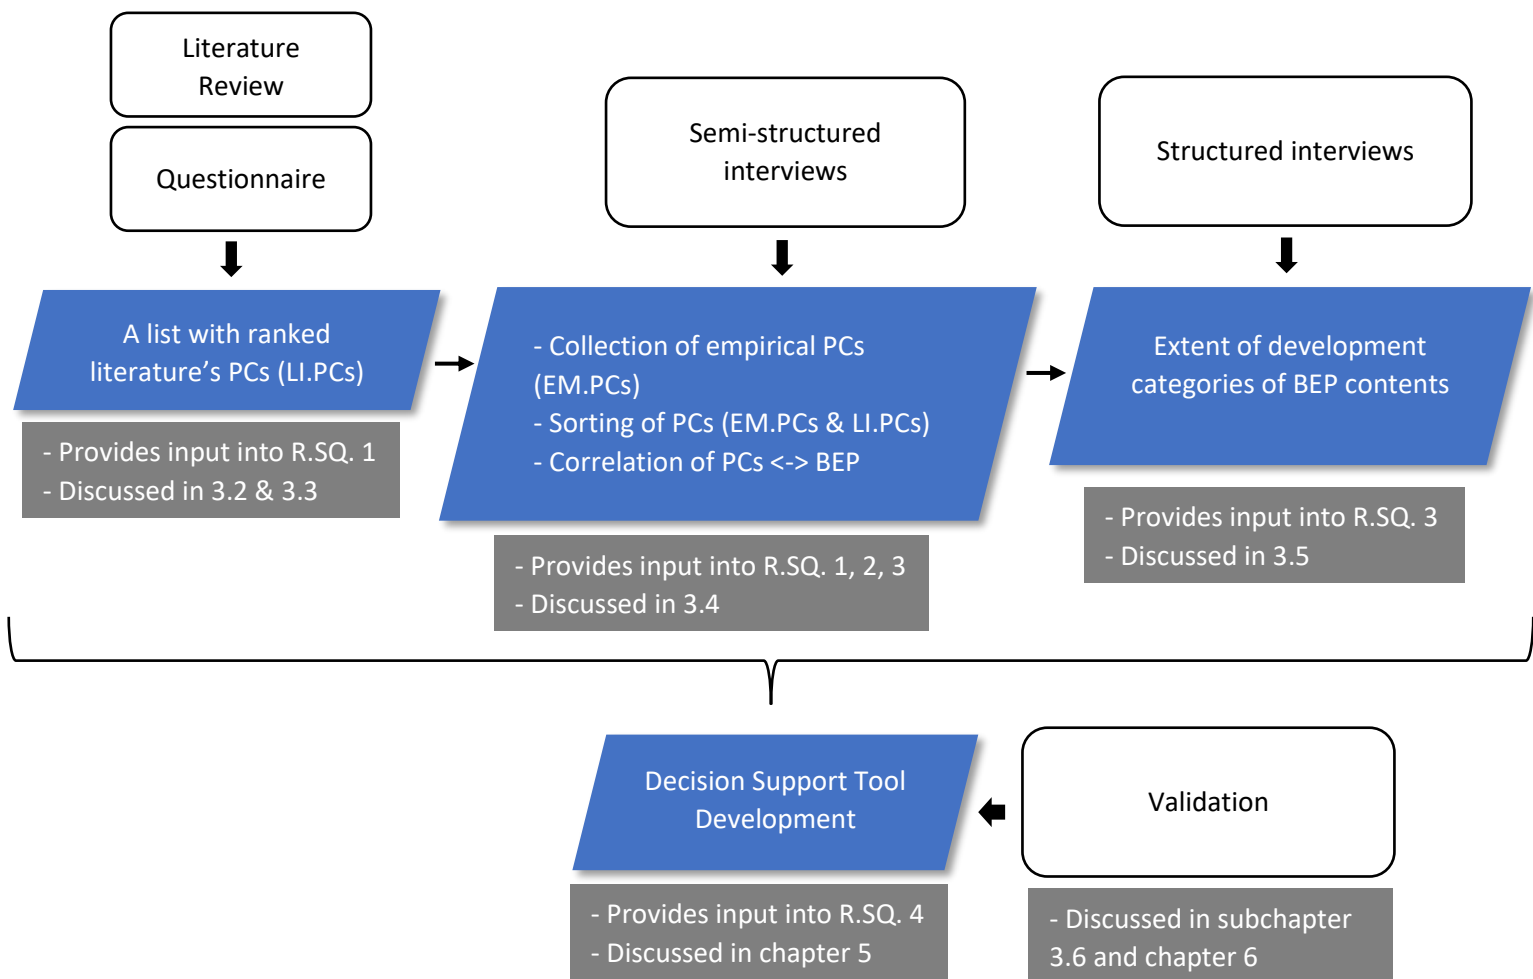 Literature
Review
Questionnaire
Semi-structured
interviews
Structured interviews
A list with ranked
literature’s PCs (LI.PCs)
- Collection of empirical PCs
(EM.PCs)
- Sorting of PCs (EM.PCs & LI.PCs)
- Correlation of PCs <-> BEP
Extent of development
categories of BEP contents
- Provides input into R.SQ. 1
- Discussed in 3.2 & 3.3
- Provides input into R.SQ. 1, 2, 3
- Discussed in 3.4
- Provides input into R.SQ. 3
- Discussed in 3.5
Decision Support Tool
Development
Validation
- Provides input into R.SQ. 4
- Discussed in chapter 5
- Discussed in subchapter
3.6 and chapter 6